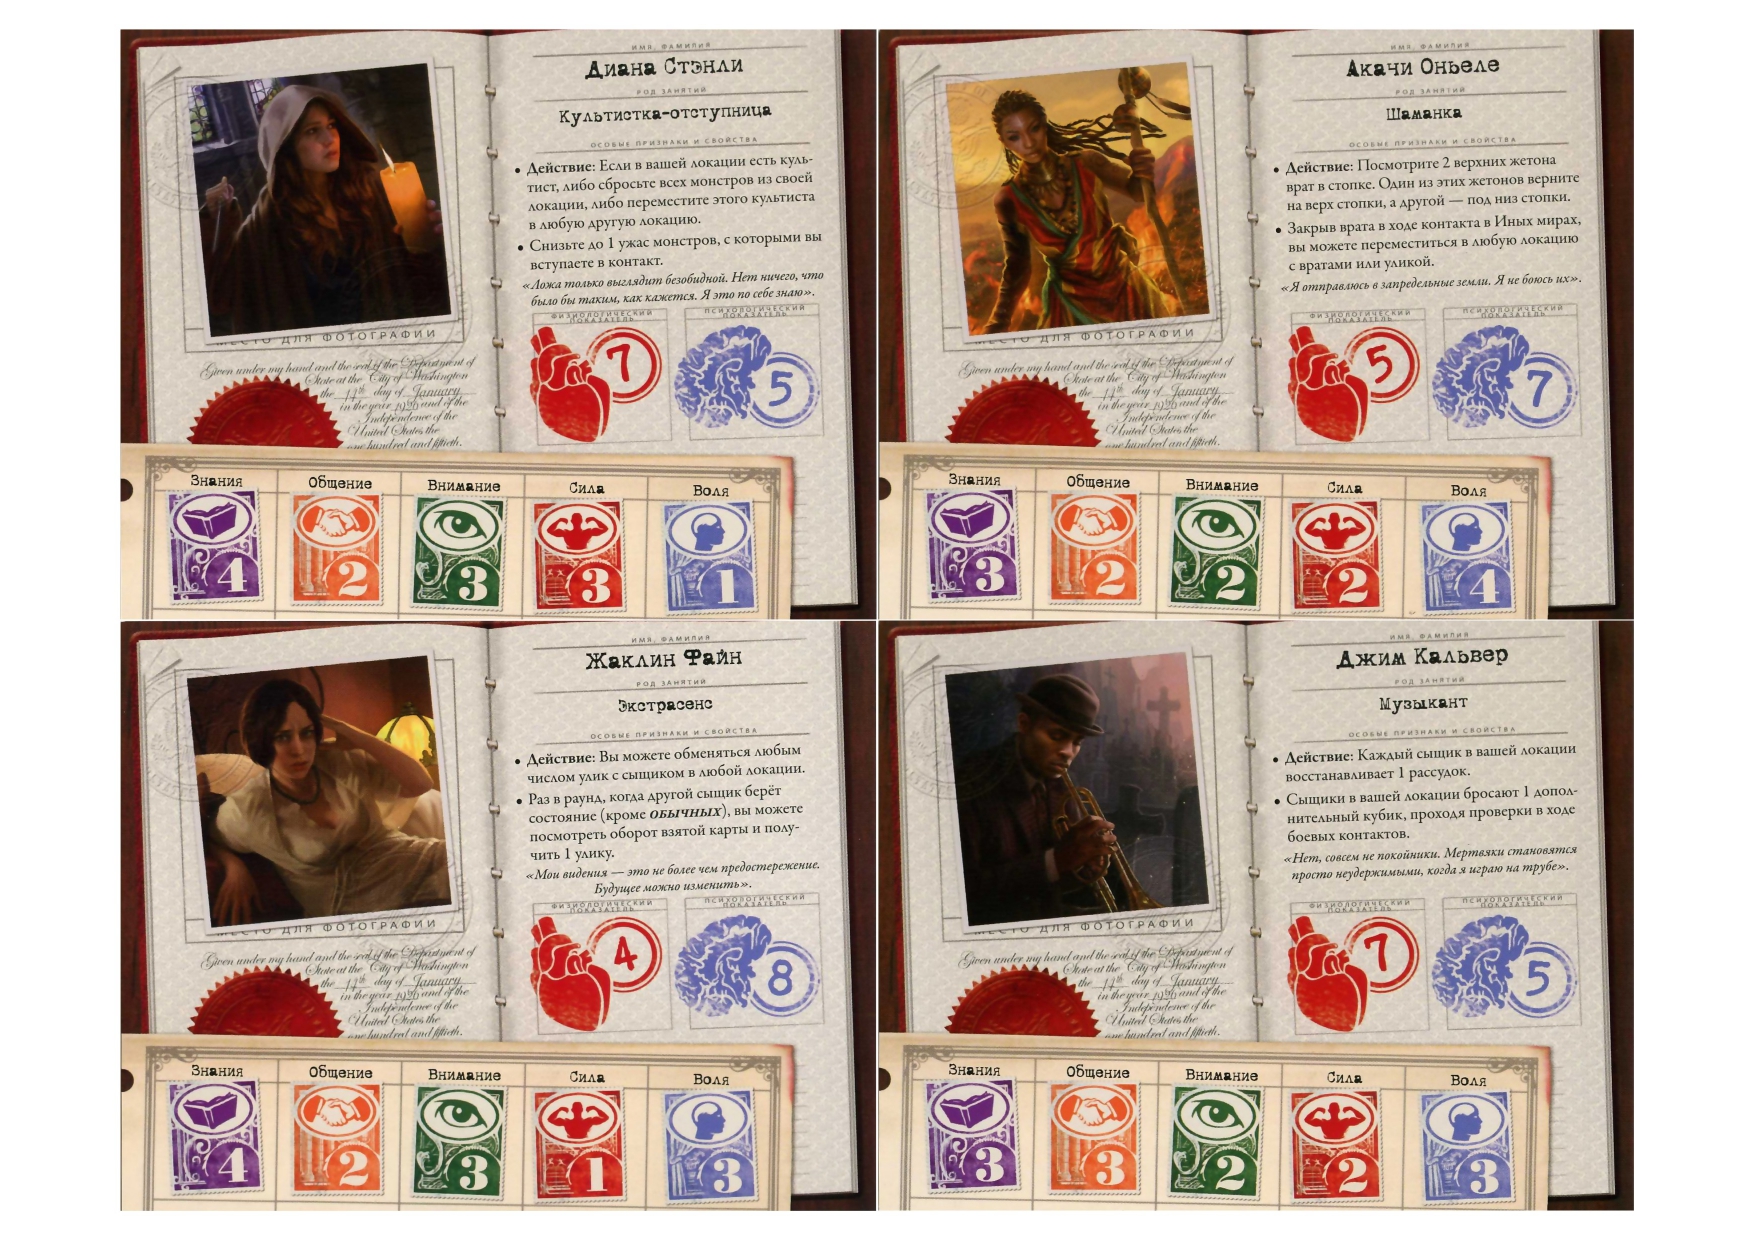 ИМЯ, ФАМИЛИЯ
Диана Стэнли
РОД ЗАНЯТИЙ
Культистка-отступница
ОСОБЫЕ ПРИЗНАКИ И СВОЙСТВА
• Действие: Если в вашей локации есть куль-
тист, либо сбросьте всех монстров из своей
локации, либо переместите этого культиста
в любую другую локацию.
• Снизьте до 1 ужас монстров, с которыми вы
вступаете в контакт.
«Ложа только выглядит безобидной. Нет ничего, что
было бы таким, как кажется. Я это по себе знаю».
ФИЗИОЛОГИЧЕСКИЙ
ПОКАЗАТЕЛЬ
7
ПСИХОЛОГИЧЕСКИЙ
ПОКАЗАТЕЛЬ
5
МЕСТО ДЛЯ ФОТОГРАФИИ
Given under my hand and the seal of the Department of
State at the City of Washington
the 14th day of January
in the year 1926 and of the
Independence of the
United States the
one hundred and fiftieth.
Знания Общение Внимание Сила Воля
4 2 3 3 1
ИМЯ, ФАМИЛИЯ
Акачи Оньеле
РОД ЗАНЯТИЙ
Шаманка
ОСОБЫЕ ПРИЗНАКИ И СВОЙСТВА
• Действие: Посмотрите 2 верхних жетона
врат в стопке. Один из этих жетонов верните
на верх стопки, а другой — под низ стопки.
• Закрыв врата в ходе контакта в Иных мирах,
вы можете переместиться в любую локацию
с вратами или уликой.
«Я отправлюсь в запредельные земли. Я не боюсь их».
ФИЗИОЛОГИЧЕСКИЙ
ПОКАЗАТЕЛЬ
5
ПСИХОЛОГИЧЕСКИЙ
ПОКАЗАТЕЛЬ
7
МЕСТО ДЛЯ ФОТОГРАФИИ
Given under my hand and the seal of the Department of
State at the City of Washington
the 14th day of January
in the year 1926 and of the
Independence of the
United States the
one hundred and fiftieth.
Знания Общение Внимание Сила Воля
3 2 2 2 4
ИМЯ, ФАМИЛИЯ
Жаклин Файн
РОД ЗАНЯТИЙ
Экстрасенс
ОСОБЫЕ ПРИЗНАКИ И СВОЙСТВА
• Действие: Вы можете обменяться любым
числом улик с сыщиком в любой локации.
• Раз в раунд, когда другой сыщик берёт
состояние (кроме ОБЫЧНЫХ), вы можете
посмотреть оборот взятой карты и полу-
чить 1 улику.
«Мои видения — это не более чем предостережение.
Будущее можно изменить».
ФИЗИОЛОГИЧЕСКИЙ
ПОКАЗАТЕЛЬ
4
ПСИХОЛОГИЧЕСКИЙ
ПОКАЗАТЕЛЬ
8
МЕСТО ДЛЯ ФОТОГРАФИИ
Given under my hand and the seal of the Department of
State at the City of Washington
the 14th day of January
in the year 1926 and of the
Independence of the
United States the
one hundred and fiftieth.
Знания Общение Внимание Сила Воля
4 2 3 1 3
ИМЯ, ФАМИЛИЯ
Джим Кальвер
РОД ЗАНЯТИЙ
Музыкант
ОСОБЫЕ ПРИЗНАКИ И СВОЙСТВА
• Действие: Каждый сыщик в вашей локации
восстанавливает 1 рассудок.
• Сыщики в вашей локации бросают 1 допол-
нительный кубик, проходя проверки в ходе
боевых контактов.
«Нет, совсем не покойники. Мертвяки становятся
просто неудержимыми, когда я играю на трубе».
ФИЗИОЛОГИЧЕСКИЙ
ПОКАЗАТЕЛЬ
7
ПСИХОЛОГИЧЕСКИЙ
ПОКАЗАТЕЛЬ
5
МЕСТО ДЛЯ ФОТОГРАФИИ
Given under my hand and the seal of the Department of
State at the City of Washington
the 14th day of January
in the year 1926 and of the
Independence of the
United States the
one hundred and fiftieth.
Знания Общение Внимание Сила Воля
3 3 2 2 3